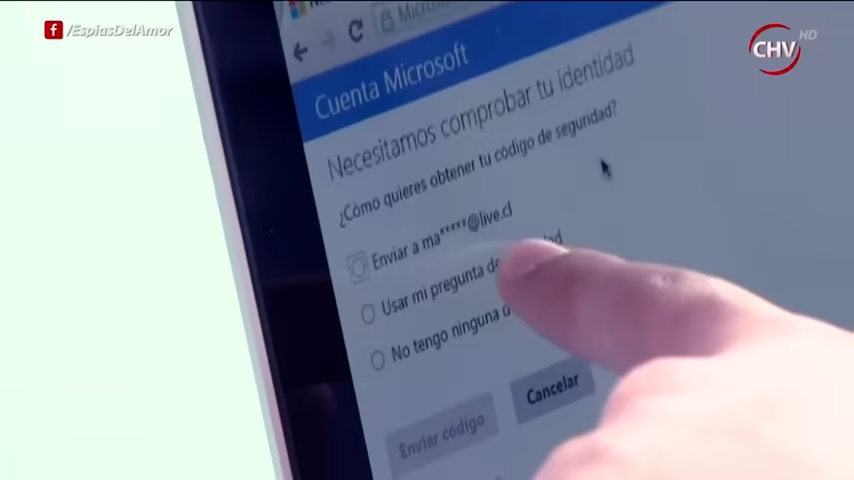 /EspiasDelAmor
CHV HD
Cuenta Microsoft
Necesitamos comprobar tu identidad
¿Cómo quieres obtener tu código de seguridad?
Enviar a ma*****@live.cl
Usar mi pregunta de
No tengo ninguna
Enviar código
Cancelar